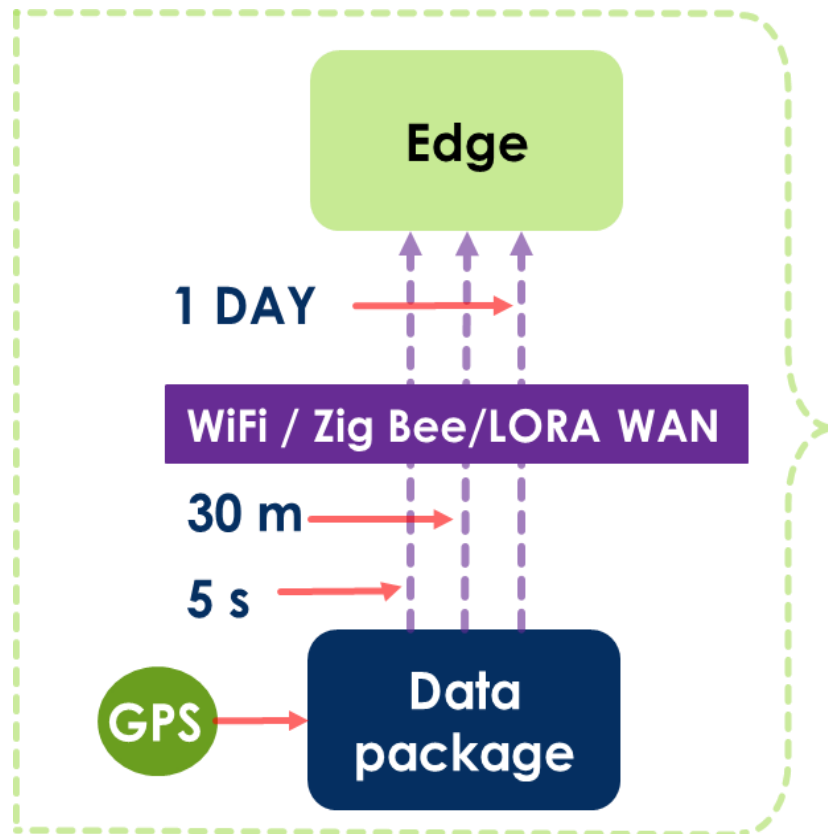 Edge
1 DAY
WiFi / Zig Bee/LORA WAN
30 m
5 s
GPS
Data
package